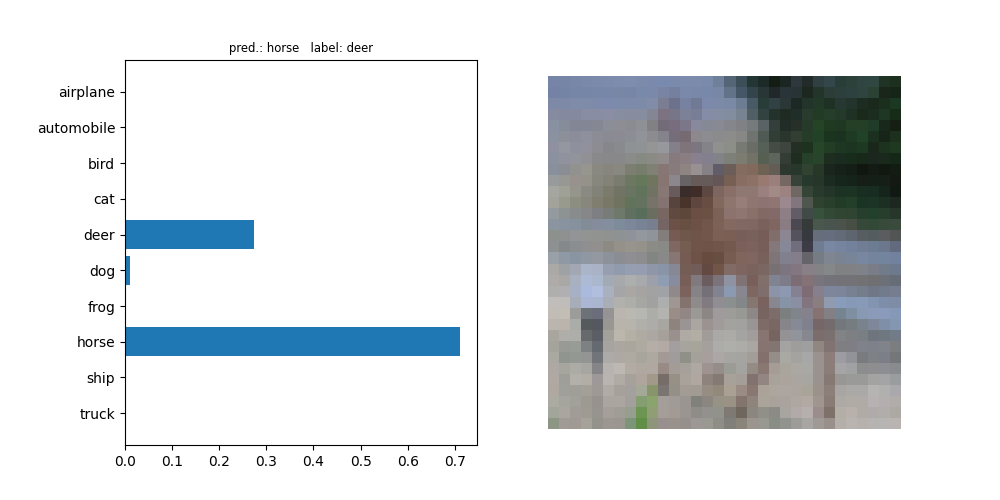 pred.: horse   label: deer
airplane
automobile
bird
cat
deer
dog
frog
horse
ship
truck
0.0 0.1 0.2 0.3 0.4 0.5 0.6 0.7